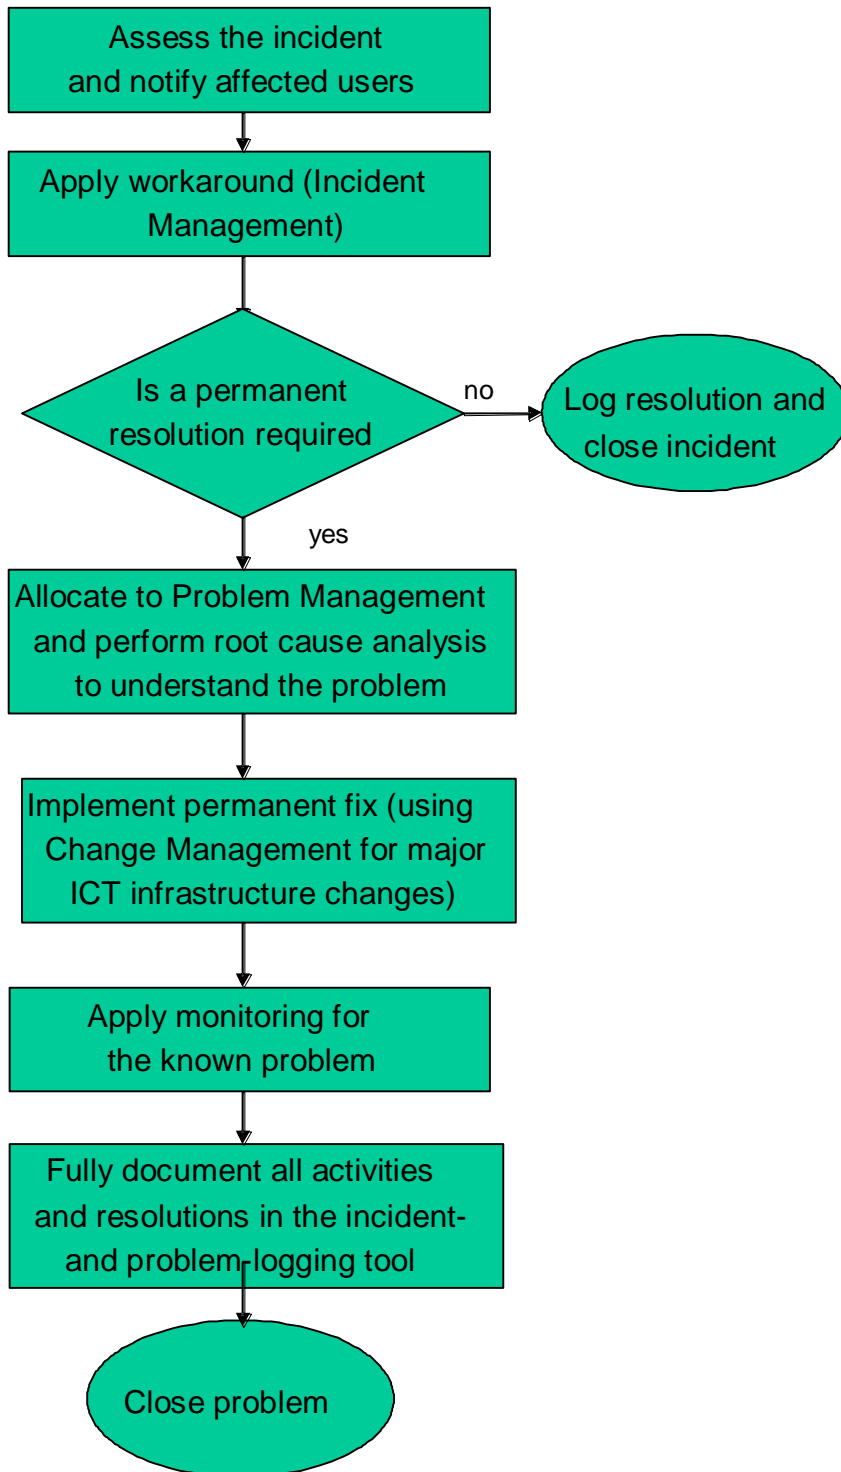 Assess the incident
and notify affected users
Apply workaround (Incident
Management)
Is a permanent
resolution required
no
Log resolution and
close incident
yes
Allocate to Problem Management
and perform root cause analysis
to understand the problem
Implement permanent fix (using
Change Management for major
ICT infrastructure changes)
Apply monitoring for
the known problem
Fully document all activities
and resolutions in the incident-
and problem-logging tool
Close problem